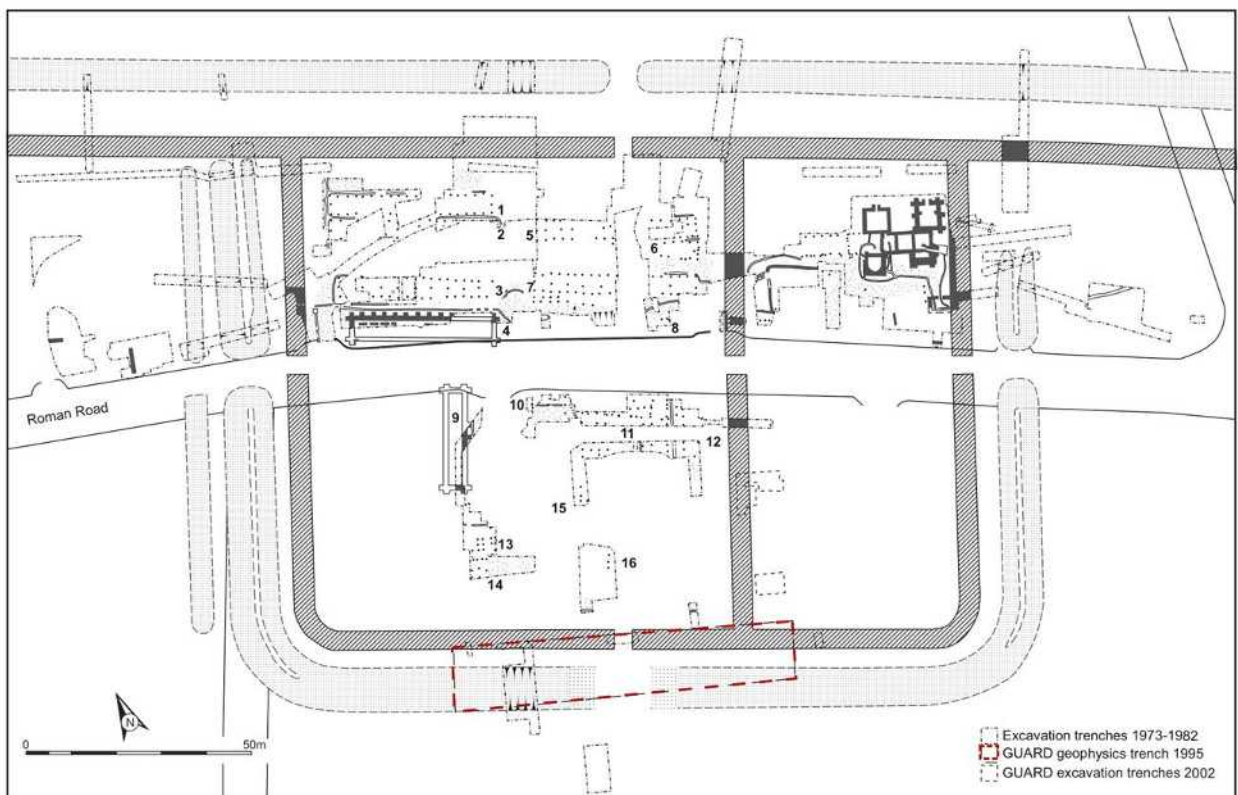 1
2
5
6
3
7
4
8
Roman Road
9
10
11
12
15
13
16
14
N
0
50m
Excavation trenches 1973-1982
GUARD geophysics trench 1995
GUARD excavation trenches 2002